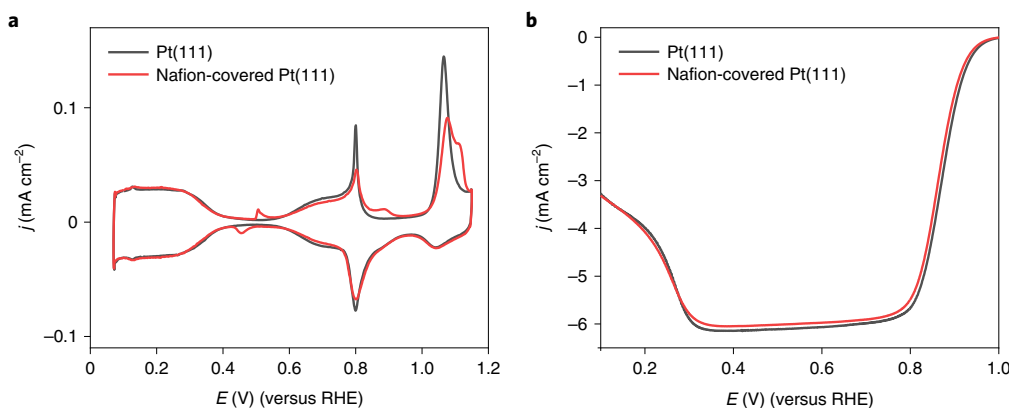 a
Pt(111)
Nafion-covered Pt(111)
0.1
0
–0.1
j (mA cm⁻²)
0 0.2 0.4 0.6 0.8 1.0 1.2
E (V) (versus RHE)
b
Pt(111)
Nafion-covered Pt(111)
0
–1
–2
–3
–4
–5
–6
j (mA cm⁻²)
0.2 0.4 0.6 0.8 1.0
E (V) (versus RHE)